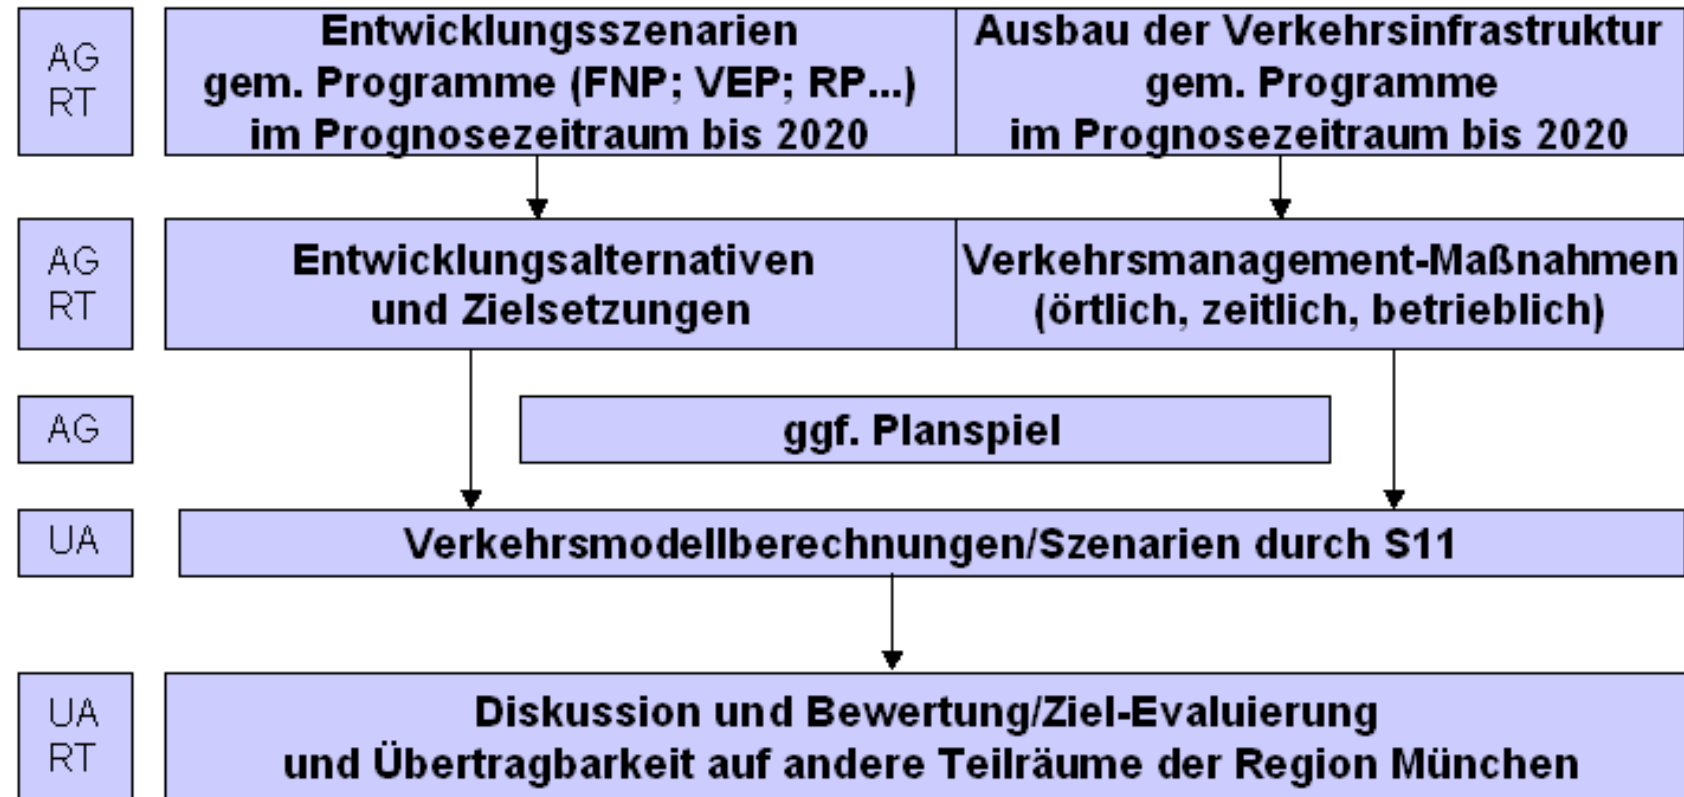 AG
RT
Entwicklungsszenarien
gem. Programme (FNP; VEP; RP...)
im Prognosezeitraum bis 2020
Ausbau der Verkehrsinfrastruktur
gem. Programme
im Prognosezeitraum bis 2020
AG
RT
Entwicklungsalternativen
und Zielsetzungen
Verkehrsmanagement-Maßnahmen
(örtlich, zeitlich, betrieblich)
AG
ggf. Planspiel
UA
Verkehrsmodellberechnungen/Szenarien durch S11
UA
RT
Diskussion und Bewertung/Ziel-Evaluierung
und Übertragbarkeit auf andere Teilräume der Region München